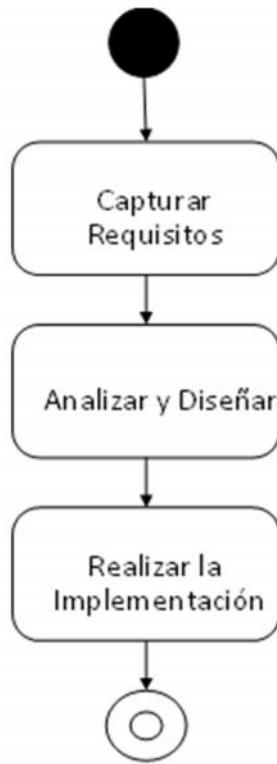 Capturar
Requisitos
Analizar y Diseñar
Realizar la
Implementación